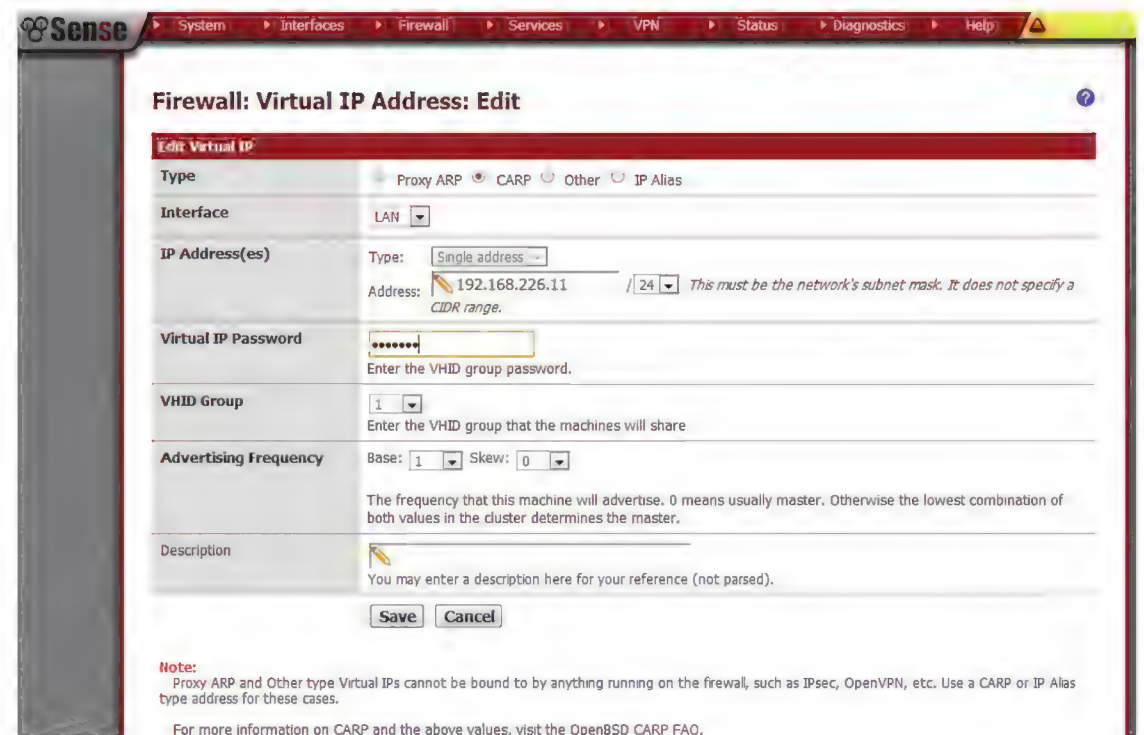 Sense
System Interfaces Firewall Services VPN Status Diagnostics Help
Firewall: Virtual IP Address: Edit
Edit Virtual IP
Type Proxy ARP CARP Other IP Alias
Interface LAN
IP Address(es) Type: Single address
Address: 192.168.226.11 / 24 This must be the network's subnet mask. It does not specify a
CIDR range.
Virtual IP Password •••••••
Enter the VHID group password.
VHID Group 1
Enter the VHID group that the machines will share
Advertising Frequency Base: 1 Skew: 0
The frequency that this machine will advertise. 0 means usually master. Otherwise the lowest combination of
both values in the cluster determines the master.
Description
You may enter a description here for your reference (not parsed).
Save Cancel
Note:
Proxy ARP and Other type Virtual IPs cannot be bound to by anything running on the firewall, such as IPsec, OpenVPN, etc. Use a CARP or IP Alias
type address for these cases.
For more information on CARP and the above values, visit the OpenBSD CARP FAQ.